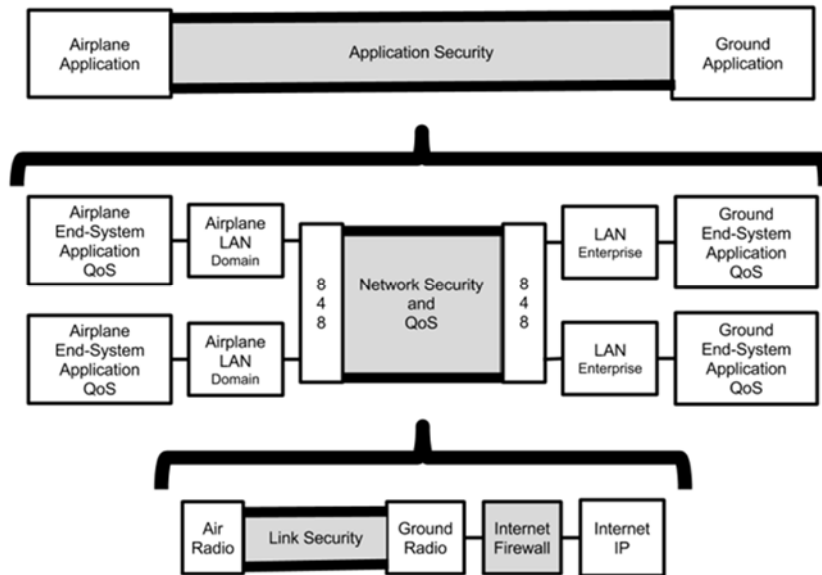 Airplane
Application
Application Security
Ground
Application
Airplane
End-System
Application
QoS
Airplane
LAN
Domain
8
4
8
Network Security
and
QoS
8
4
8
LAN
Enterprise
Ground
End-System
Application
QoS
Airplane
End-System
Application
QoS
Airplane
LAN
Domain
LAN
Enterprise
Ground
End-System
Application
QoS
Air
Radio
Link Security
Ground
Radio
Internet
Firewall
Internet
IP